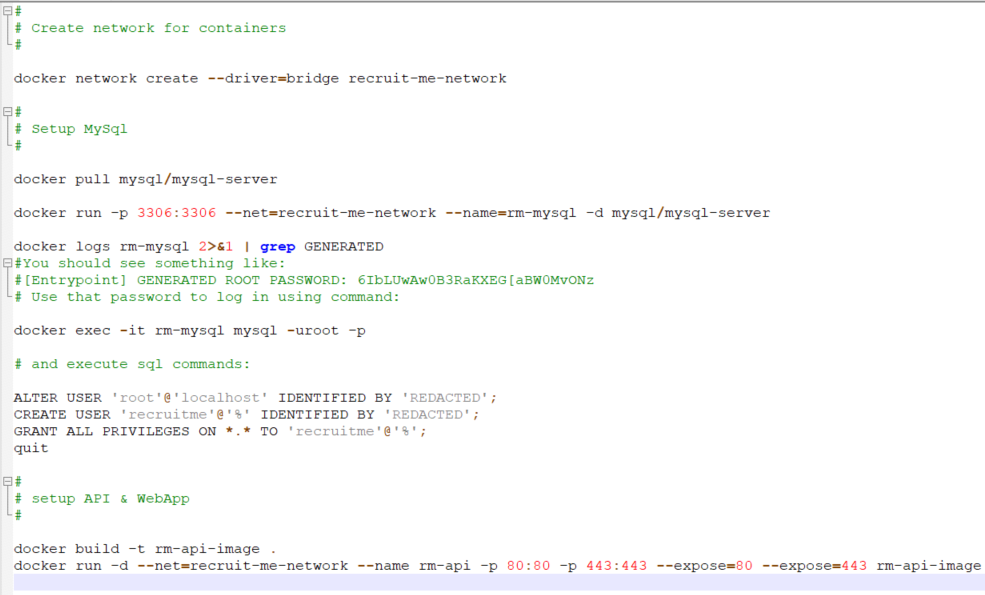 #
# Create network for containers
#
docker network create --driver=bridge recruit-me-network
#
# Setup MySql
#
docker pull mysql/mysql-server
docker run -p 3306:3306 --net=recruit-me-network --name=rm-mysql -d mysql/mysql-server
docker logs rm-mysql 2>&1 | grep GENERATED
#You should see something like:
#[Entrypoint] GENERATED ROOT PASSWORD: 6IbLUwAw0B3RaKXEG[aBW0MvONz
# Use that password to log in using command:
docker exec -it rm-mysql mysql -uroot -p
# and execute sql commands:
ALTER USER 'root'@'localhost' IDENTIFIED BY 'REDACTED';
CREATE USER 'recruitme'@'%' IDENTIFIED BY 'REDACTED';
GRANT ALL PRIVILEGES ON *.* TO 'recruitme'@'%';
quit
#
# setup API & WebApp
#
docker build -t rm-api-image .
docker run -d --net=recruit-me-network --name rm-api -p 80:80 -p 443:443 --expose=80 --expose=443 rm-api-image